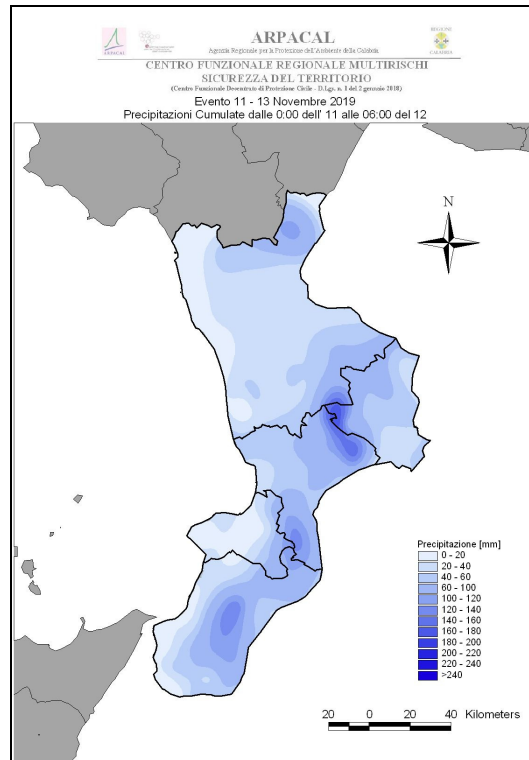 ARPACAL
ARPACAL
Agenzia Regionale per la Protezione dell'Ambiente della Calabria
REGIONE
CALABRIA
CENTRO FUNZIONALE REGIONALE MULTIRISCHI
SICUREZZA DEL TERRITORIO
(Centro Funzionale Decentrato di Protezione Civile - D.Lgs. n. 1 del 2 gennaio 2018)
Evento 11 - 13 Novembre 2019
Precipitazioni Cumulate dalle 0:00 dell' 11 alle 06:00 del 12
N
Precipitazione [mm]
0 - 20
20 - 40
40 - 60
60 - 100
100 - 120
120 - 140
140 - 160
160 - 180
180 - 200
200 - 220
220 - 240
>240
20 0 20 40 Kilometers